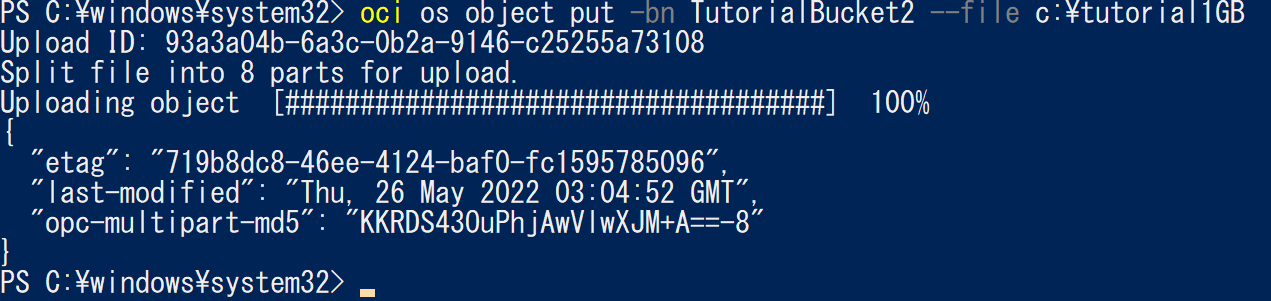 PS C:¥windows¥system32> oci os object put -bn TutorialBucket2 --file c:¥tutorial1GB
Upload ID: 93a3a04b-6a3c-0b2a-9146-c25255a73108
Split file into 8 parts for upload.
Uploading object  [####################################]  100%
{
  "etag": "719b8dc8-46ee-4124-baf0-fc1595785096",
  "last-modified": "Thu, 26 May 2022 03:04:52 GMT",
  "opc-multipart-md5": "KKRDS430uPhjAwVlwXJM+A==-8"
}
PS C:¥windows¥system32>